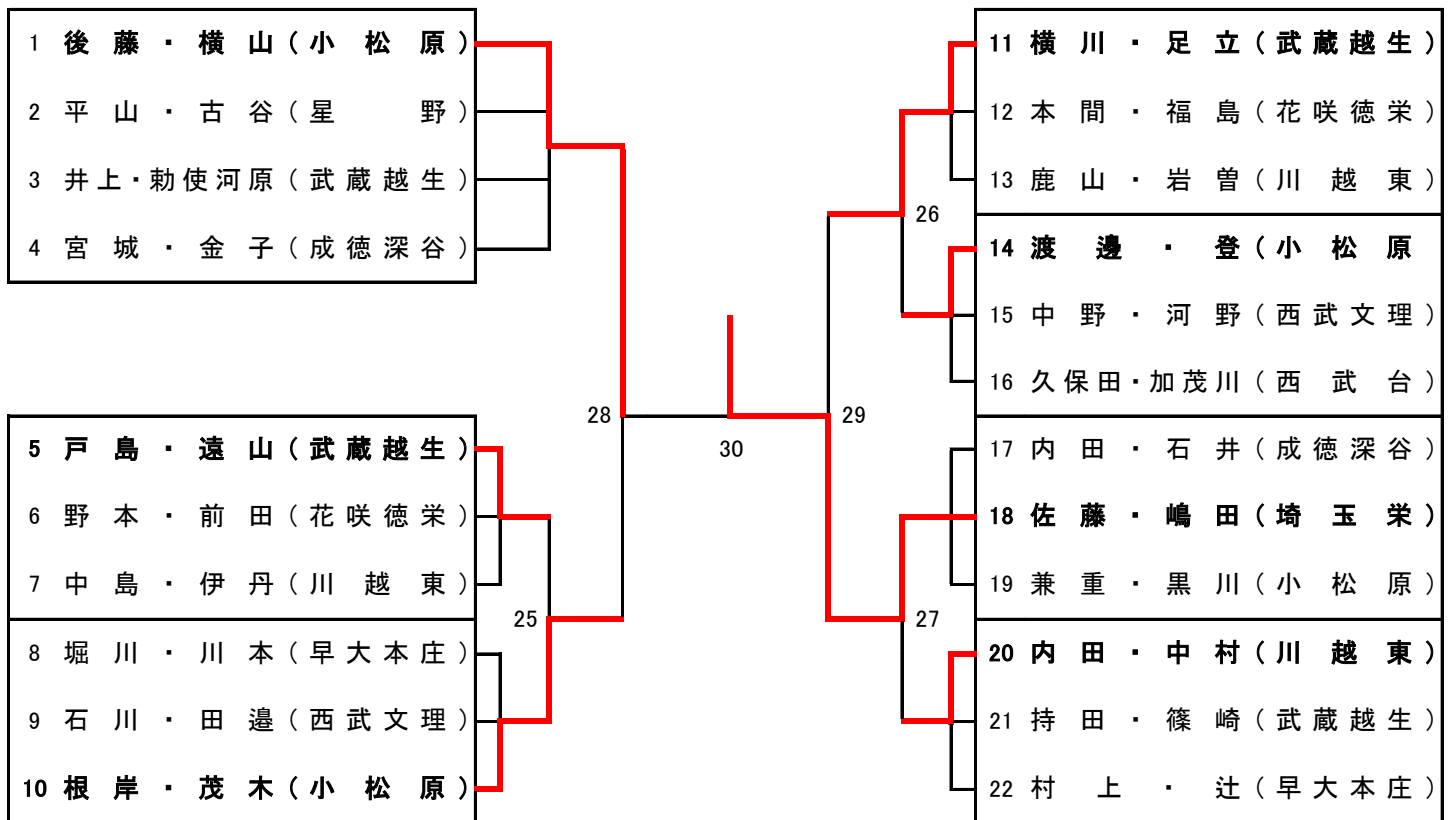 1 後藤・横山(小松原)
2 平山・古谷(星野)
3 井上・勅使河原(武蔵越生)
4 宮城・金子(成徳深谷)
5 戸島・遠山(武蔵越生)
6 野本・前田(花咲徳栄)
7 中島・伊丹(川越東)
8 堀川・川本(早大本庄)
9 石川・田邉(西武文理)
10 根岸・茂木(小松原)
25
28
30
29
26
27
11 横川・足立(武蔵越生)
12 本間・福島(花咲徳栄)
13 鹿山・岩曽(川越東)
14 渡邊・登(小松原
15 中野・河野(西武文理)
16 久保田・加茂川(西武台)
17 内田・石井(成徳深谷)
18 佐藤・嶋田(埼玉栄)
19 兼重・黒川(小松原)
20 内田・中村(川越東)
21 持田・篠崎(武蔵越生)
22 村上・辻(早大本庄)